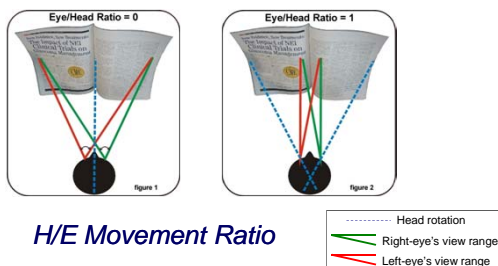 Eye/Head Ratio = 0
The Impact of NEI
Clinical Trials on
figure 1
Eye/Head Ratio = 1
The Impact of NEI
Clinical Trials on
figure 2
H/E Movement Ratio
Head rotation
Right-eye's view range
Left-eye's view range